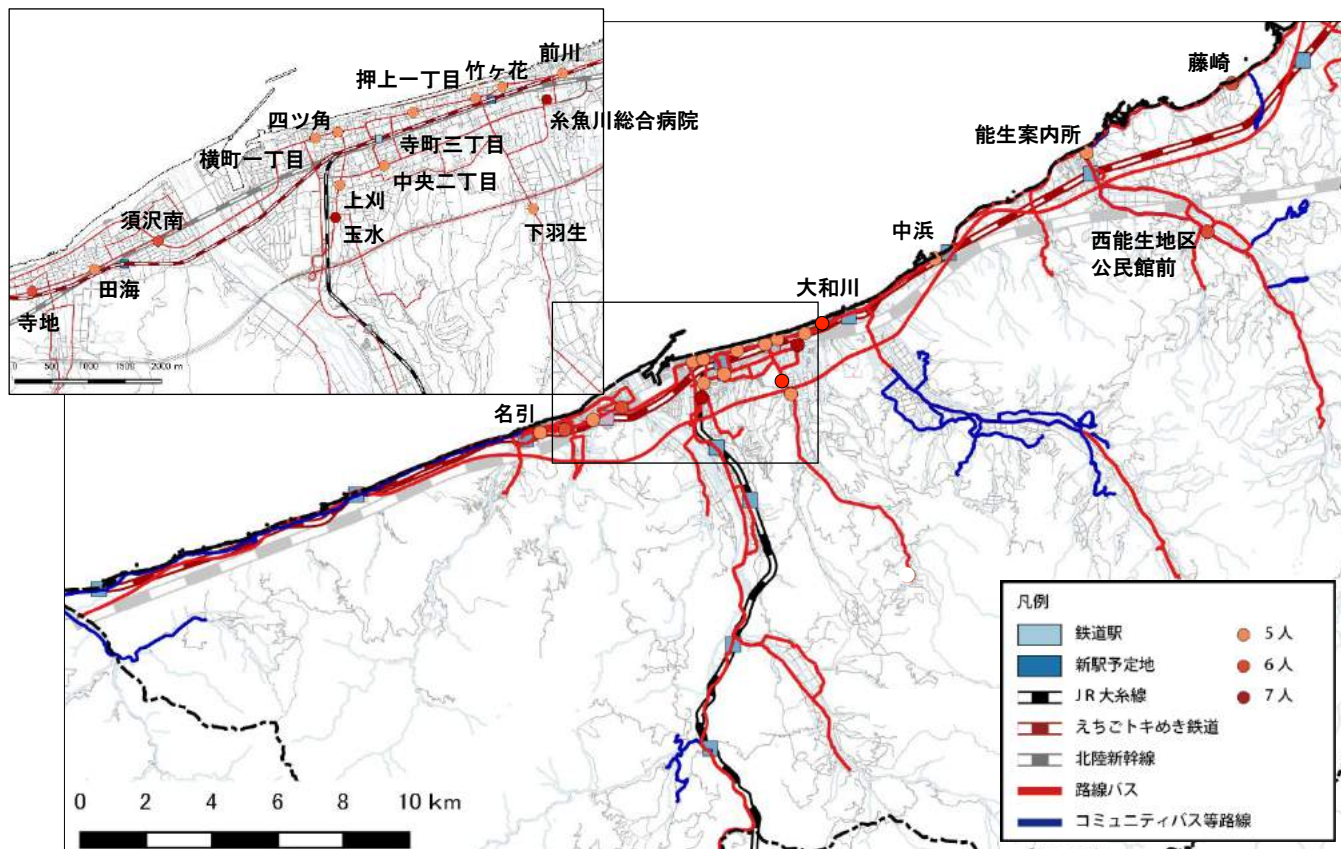 前川
竹ヶ花
押上一丁目
四ツ角
糸魚川総合病院
横町一丁目
寺町三丁目
中央二丁目
上刈
須沢南
玉水
下羽生
田海
寺地
0 500 1000 1500 2000 m
藤崎
能生案内所
西能生地区
公民館前
中浜
大和川
名引
0 2 4 6 8 10 km
凡例
鉄道駅
新駅予定地
JR大糸線
えちごトキめき鉄道
北陸新幹線
路線バス
コミュニティバス等路線
5人
6人
7人